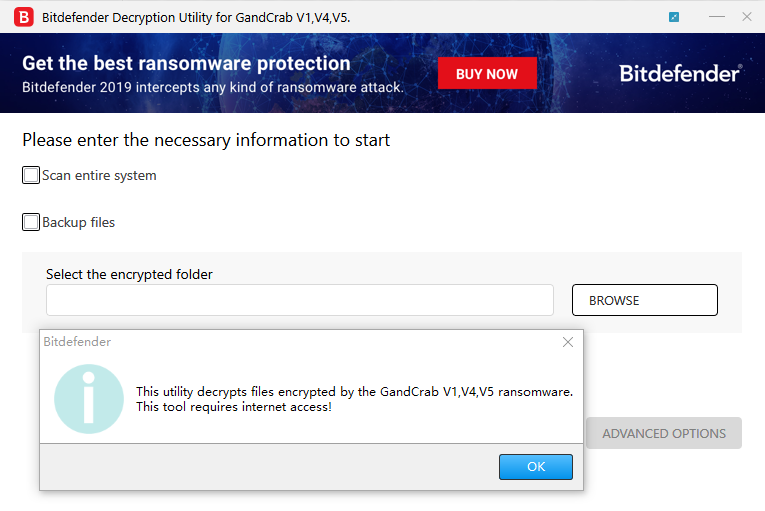 B Bitdefender Decryption Utility for GandCrab V1,V4,V5.
Get the best ransomware protection
Bitdefender 2019 intercepts any kind of ransomware attack.
BUY NOW
Bitdefender®
Please enter the necessary information to start
Scan entire system
Backup files
Select the encrypted folder
BROWSE
Bitdefender
i
This utility decrypts files encrypted by the GandCrab V1,V4,V5 ransomware.
This tool requires internet access!
OK
ADVANCED OPTIONS